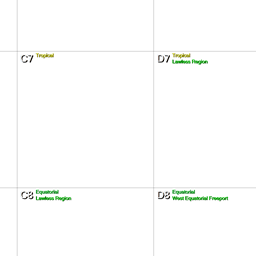 C7 Tropical
D7 Tropical
Lawless Region
C8 Equatorial
Lawless Region
D8 Equatorial
West Equatorial Freeport